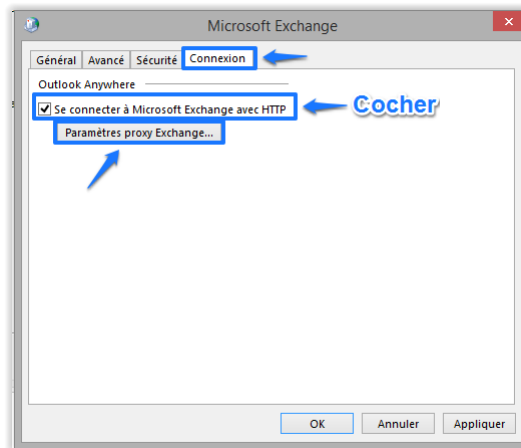 Microsoft Exchange
Général Avancé Sécurité Connexion
Outlook Anywhere
Se connecter à Microsoft Exchange avec HTTP
Cocher
Paramètres proxy Exchange...
OK Annuler Appliquer